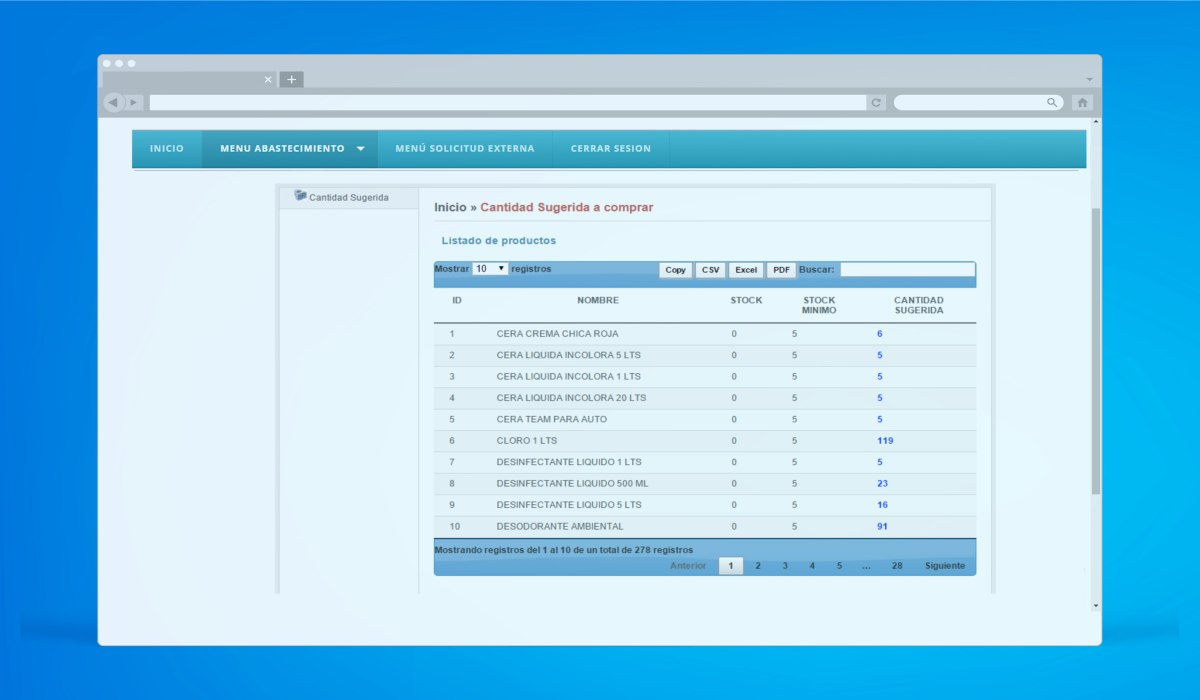 INICIO MENU ABASTECIMIENTO MENÚ SOLICITUD EXTERNA CERRAR SESION
Cantidad Sugerida
Inicio » Cantidad Sugerida a comprar
Listado de productos
Mostrar 10 registros Copy CSV Excel PDF Buscar:
ID NOMBRE STOCK STOCK MINIMO CANTIDAD SUGERIDA
1 CERA CREMA CHICA ROJA 0 5 6
2 CERA LIQUIDA INCOLORA 5 LTS 0 5 5
3 CERA LIQUIDA INCOLORA 1 LTS 0 5 5
4 CERA LIQUIDA INCOLORA 20 LTS 0 5 5
5 CERA TEAM PARA AUTO 0 5 5
6 CLORO 1 LTS 0 5 119
7 DESINFECTANTE LIQUIDO 1 LTS 0 5 5
8 DESINFECTANTE LIQUIDO 500 ML 0 5 23
9 DESINFECTANTE LIQUIDO 5 LTS 0 5 16
10 DESODORANTE AMBIENTAL 0 5 91
Mostrando registros del 1 al 10 de un total de 278 registros
Anterior 1 2 3 4 5 ... 28 Siguiente